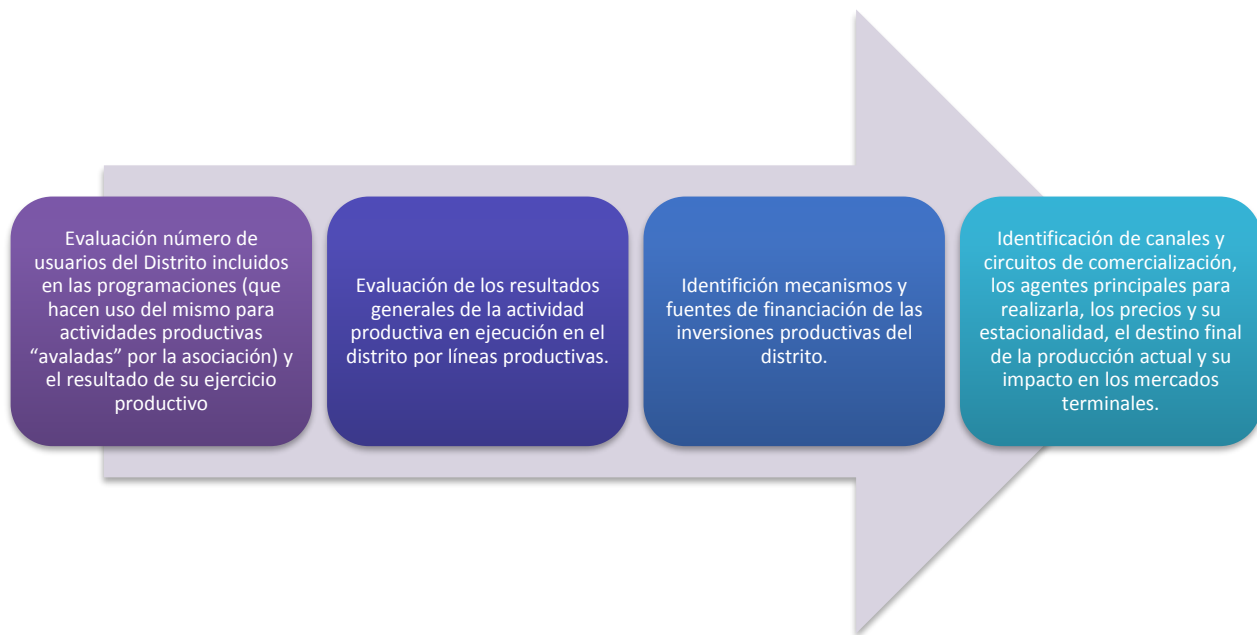 Evaluación número de
usuarios del Distrito incluidos
en las programaciones (que
hacen uso del mismo para
actividades productivas
“avaladas” por la asociación) y
el resultado de su ejercicio
productivo
Evaluación de los resultados
generales de la actividad
productiva en ejecución en el
distrito por líneas productivas.
Identifición mecanismos y
fuentes de financiación de las
inversiones productivas del
distrito.
Identificación de canales y
circuitos de comercialización,
los agentes principales para
realizarla, los precios y su
estacionalidad, el destino final
de la producción actual y su
impacto en los mercados
terminales.